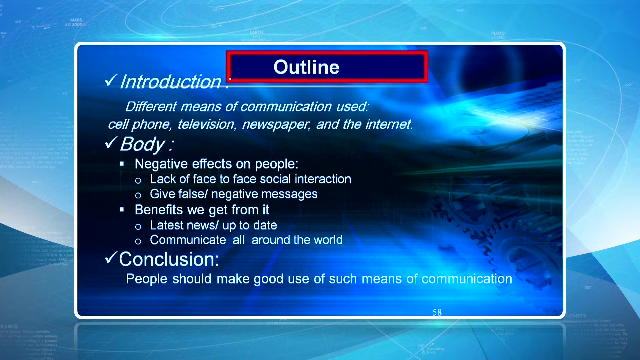 Outline
✓ Introduction :
Different means of communication used:
cell phone, television, newspaper, and the internet.
✓ Body :
▪ Negative effects on people:
o Lack of face to face social interaction
o Give false/ negative messages
▪ Benefits we get from it
o Latest news/ up to date
o Communicate all around the world
✓ Conclusion:
People should make good use of such means of communication
58